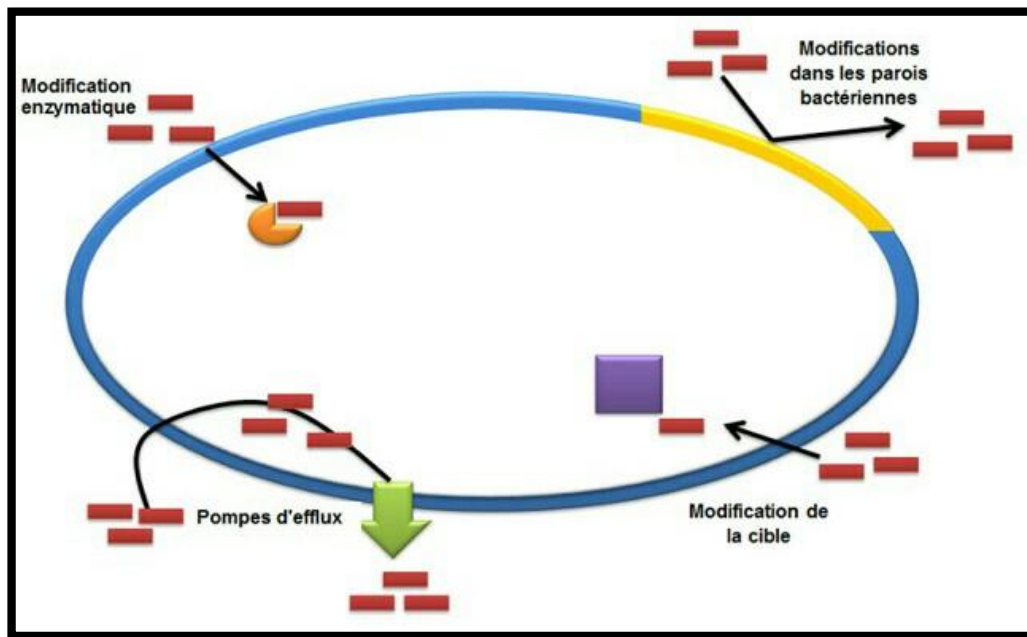 Modification
enzymatique
Modifications
dans les parois
bactériennes
Pompes d'efflux
Modification de
la cible